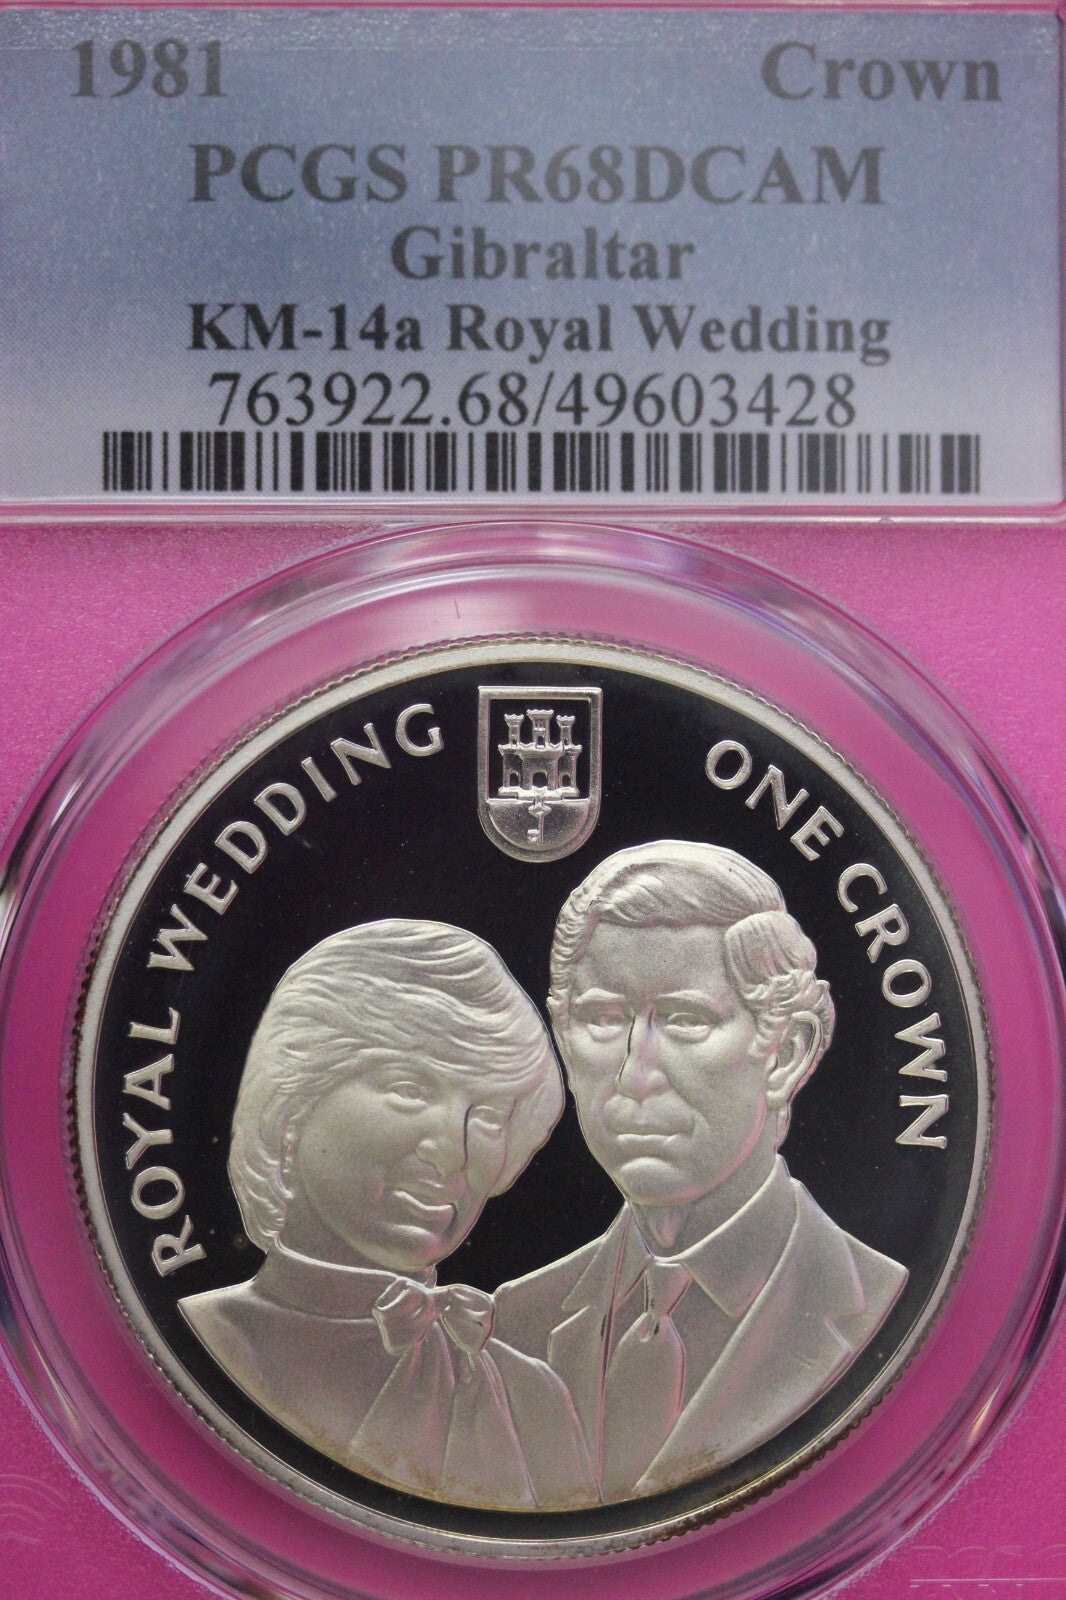 1981 Crown
PCGS PR68DCAM
Gibraltar
KM-14a Royal Wedding
763922.68/49603428
ROYAL WEDDING
ONE CROWN